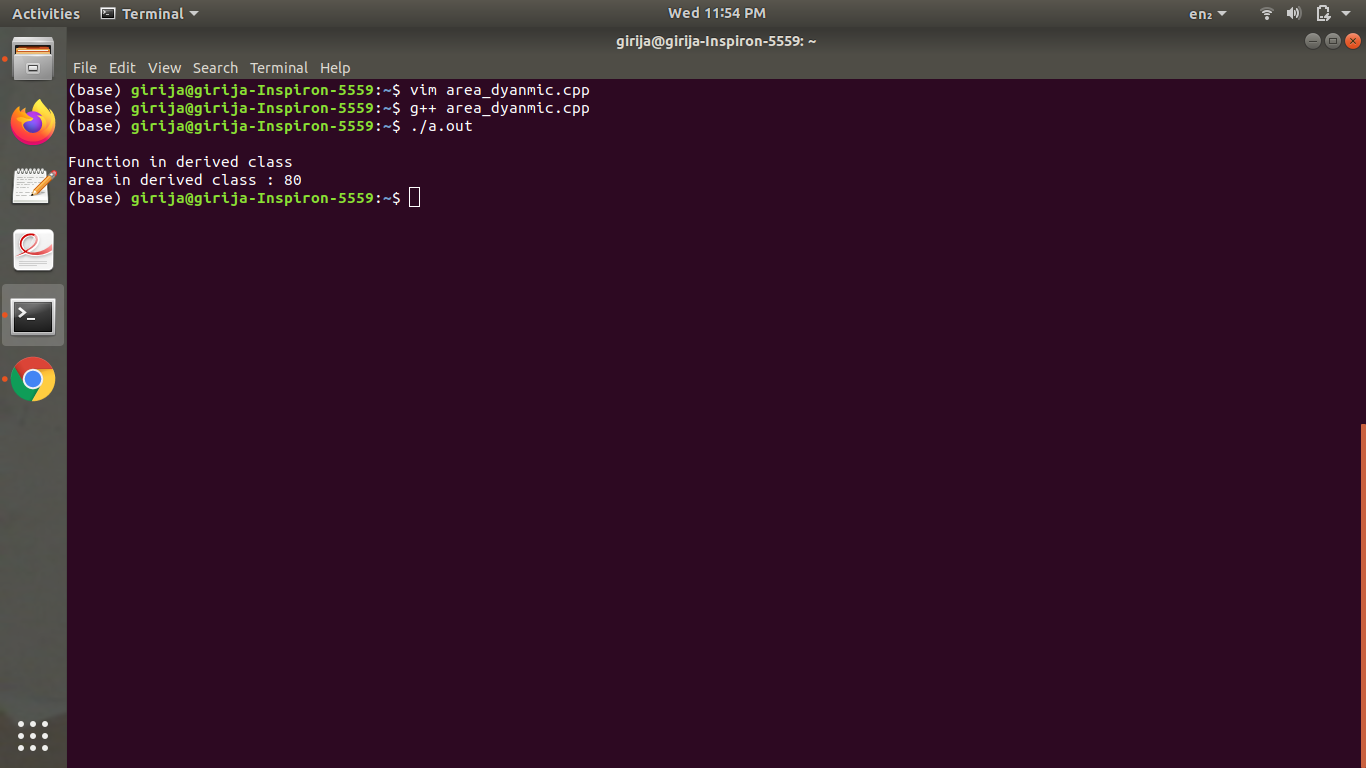 Activities Terminal Wed 11:54 PM en₂
girija@girija-Inspiron-5559: ~
File Edit View Search Terminal Help
(base) girija@girija-Inspiron-5559:~$ vim area_dyanmic.cpp
(base) girija@girija-Inspiron-5559:~$ g++ area_dyanmic.cpp
(base) girija@girija-Inspiron-5559:~$ ./a.out
Function in derived class
area in derived class : 80
(base) girija@girija-Inspiron-5559:~$